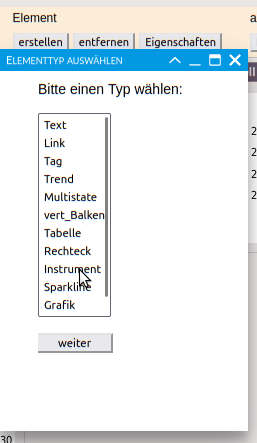 Element
a
erstellen entfernen Eigenschaften
ELEMENTTYP AUSWÄHLEN
Bitte einen Typ wählen:
Text
Link
Tag
Trend
Multistate
vert_Balken
Tabelle
Rechteck
Instrument
Sparkline
Grafik
2
2
2
2
weiter
30